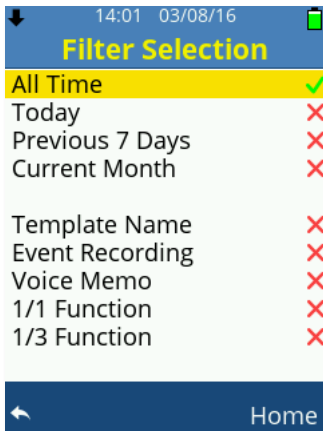 14:01 03/08/16
Filter Selection
All Time
Today
Previous 7 Days
Current Month
Template Name
Event Recording
Voice Memo
1/1 Function
1/3 Function
Home